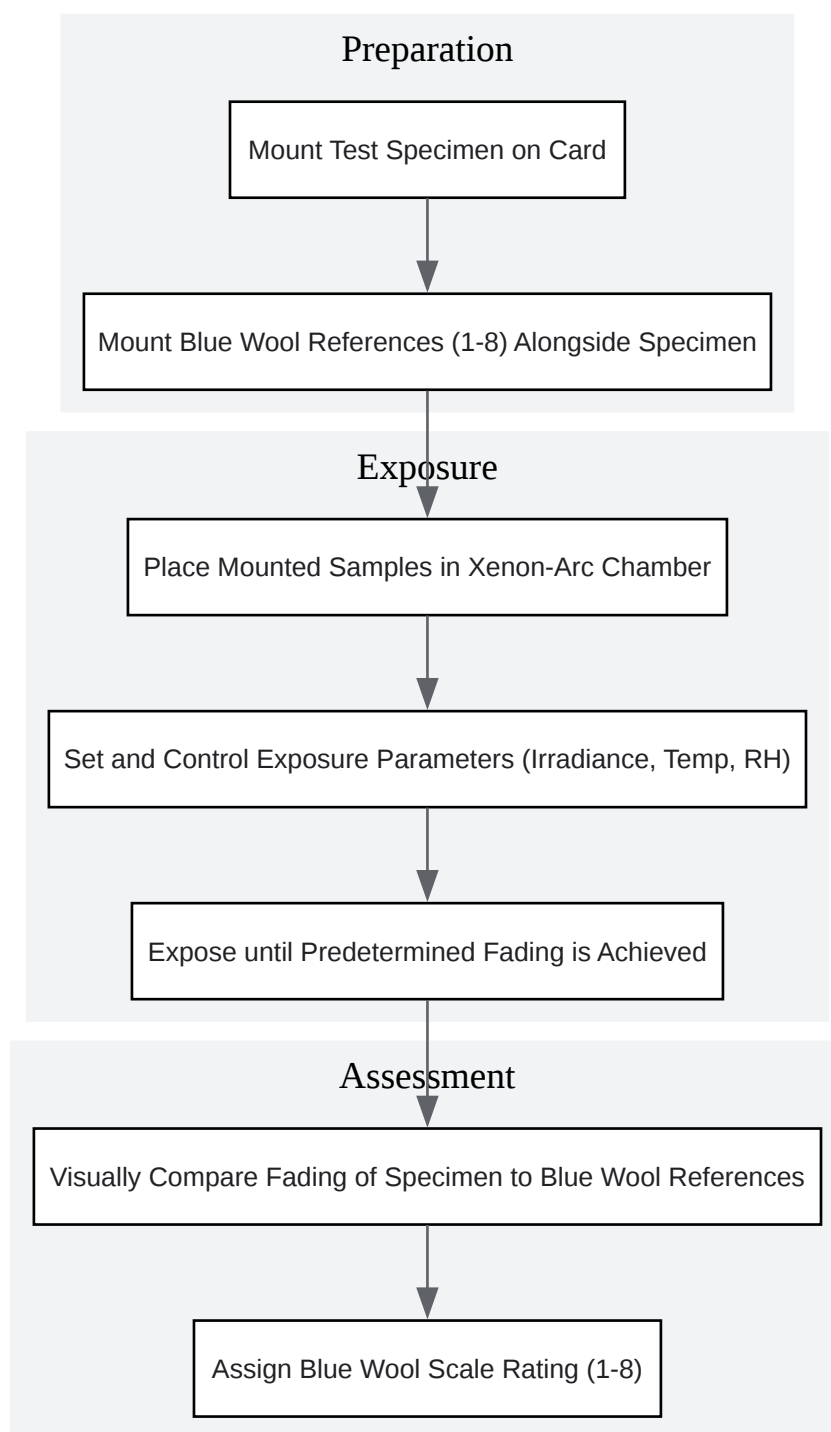 Preparation
Mount Test Specimen on Card
Mount Blue Wool References (1-8) Alongside Specimen
Exposure
Place Mounted Samples in Xenon-Arc Chamber
Set and Control Exposure Parameters (Irradiance, Temp, RH)
Expose until Predetermined Fading is Achieved
Assessment
Visually Compare Fading of Specimen to Blue Wool References
Assign Blue Wool Scale Rating (1-8)